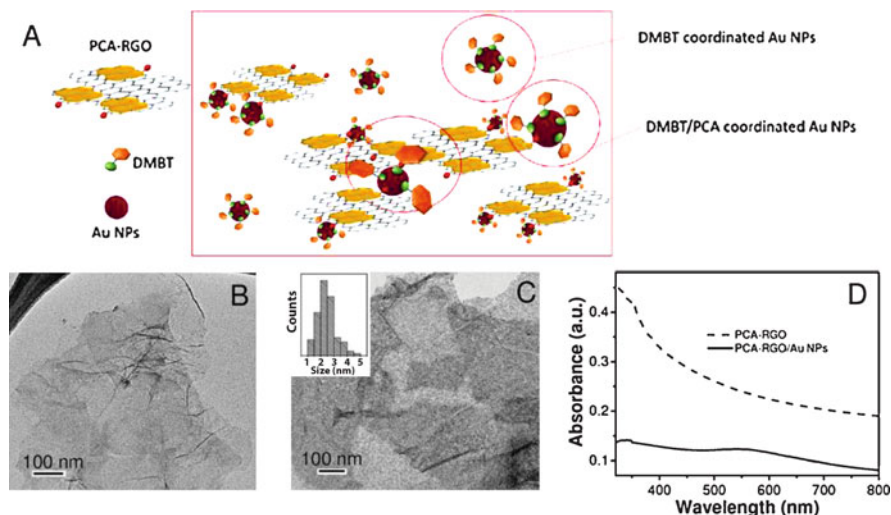 A
PCA-RGO
DMBT
Au NPs
DMBT coordinated Au NPs
DMBT/PCA coordinated Au NPs
B
100 nm
C
Counts
1 2 3 4 5
Size (nm)
100 nm
D
PCA-RGO
PCA-RGO/Au NPs
Absorbance (a.u.)
0.4
0.3
0.2
0.1
400 500 600 700 800
Wavelength (nm)